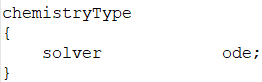 chemistryType
{
    solver            ode;
}